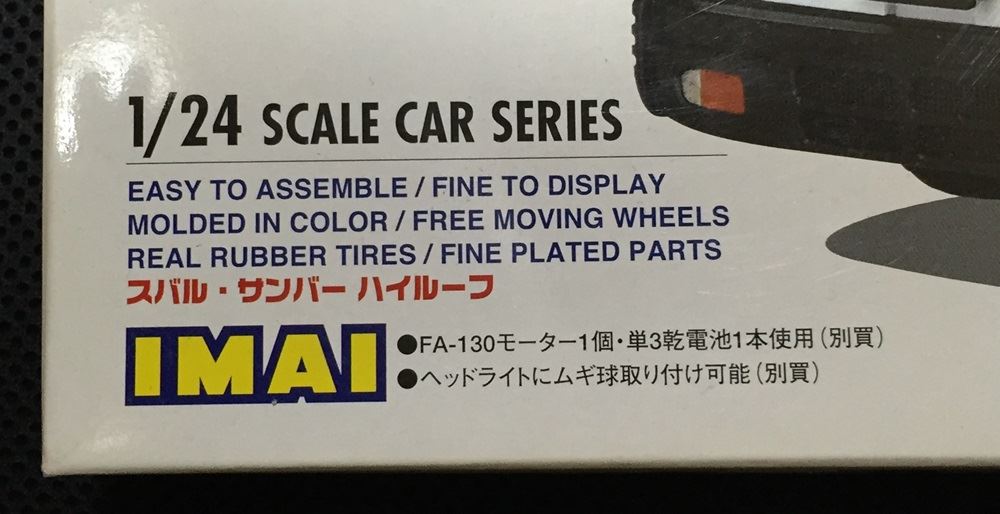 1/24 SCALE CAR SERIES
EASY TO ASSEMBLE / FINE TO DISPLAY
MOLDED IN COLOR / FREE MOVING WHEELS
REAL RUBBER TIRES / FINE PLATED PARTS
スバル・サンバー ハイルーフ
IMAI
●FA-130モーター1個・単3乾電池1本使用(別買)
●ヘッドライトにムギ球取り付け可能(別買)